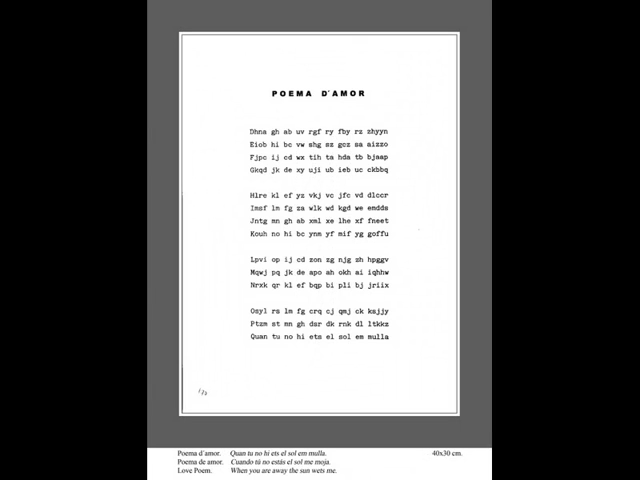 POEMA D'AMOR
Dhna gh ab uv rgf ry fby rz zhyyn
Eiob hi bc vw shg sz gcz sa aizzo
Fjpc ij cd wx tih ta hda tb bjaap
Gkqd jk de xy uji ub ieb uc ckbbq
Hlre kl ef yz vkj vc jfc vd dlccr
Imsf lm fg za wlk wd kgd we emdds
Jntg mn gh ab xml xe lhe xf fneet
Kouh no hi bc ynm yf mif yg goffu
Lpvi op ij cd zon zg njg zh hpggv
Mqwj pq jk de apo ah okh ai iqhhw
Nrxk qr kl ef bqp bi pli bj jriix
Osyl rs lm fg crq cj qmj ck ksjjy
Ptzm st mn gh dsr dk rnk dl ltkkz
Quan tu no hi ets el sol em mulla
Poema d'amor. Quan tu no hi ets el sol em mulla. 40x30 cm.
Poema de amor. Cuando tú no estás el sol me moja.
Love Poem. When you are away the sun wets me.